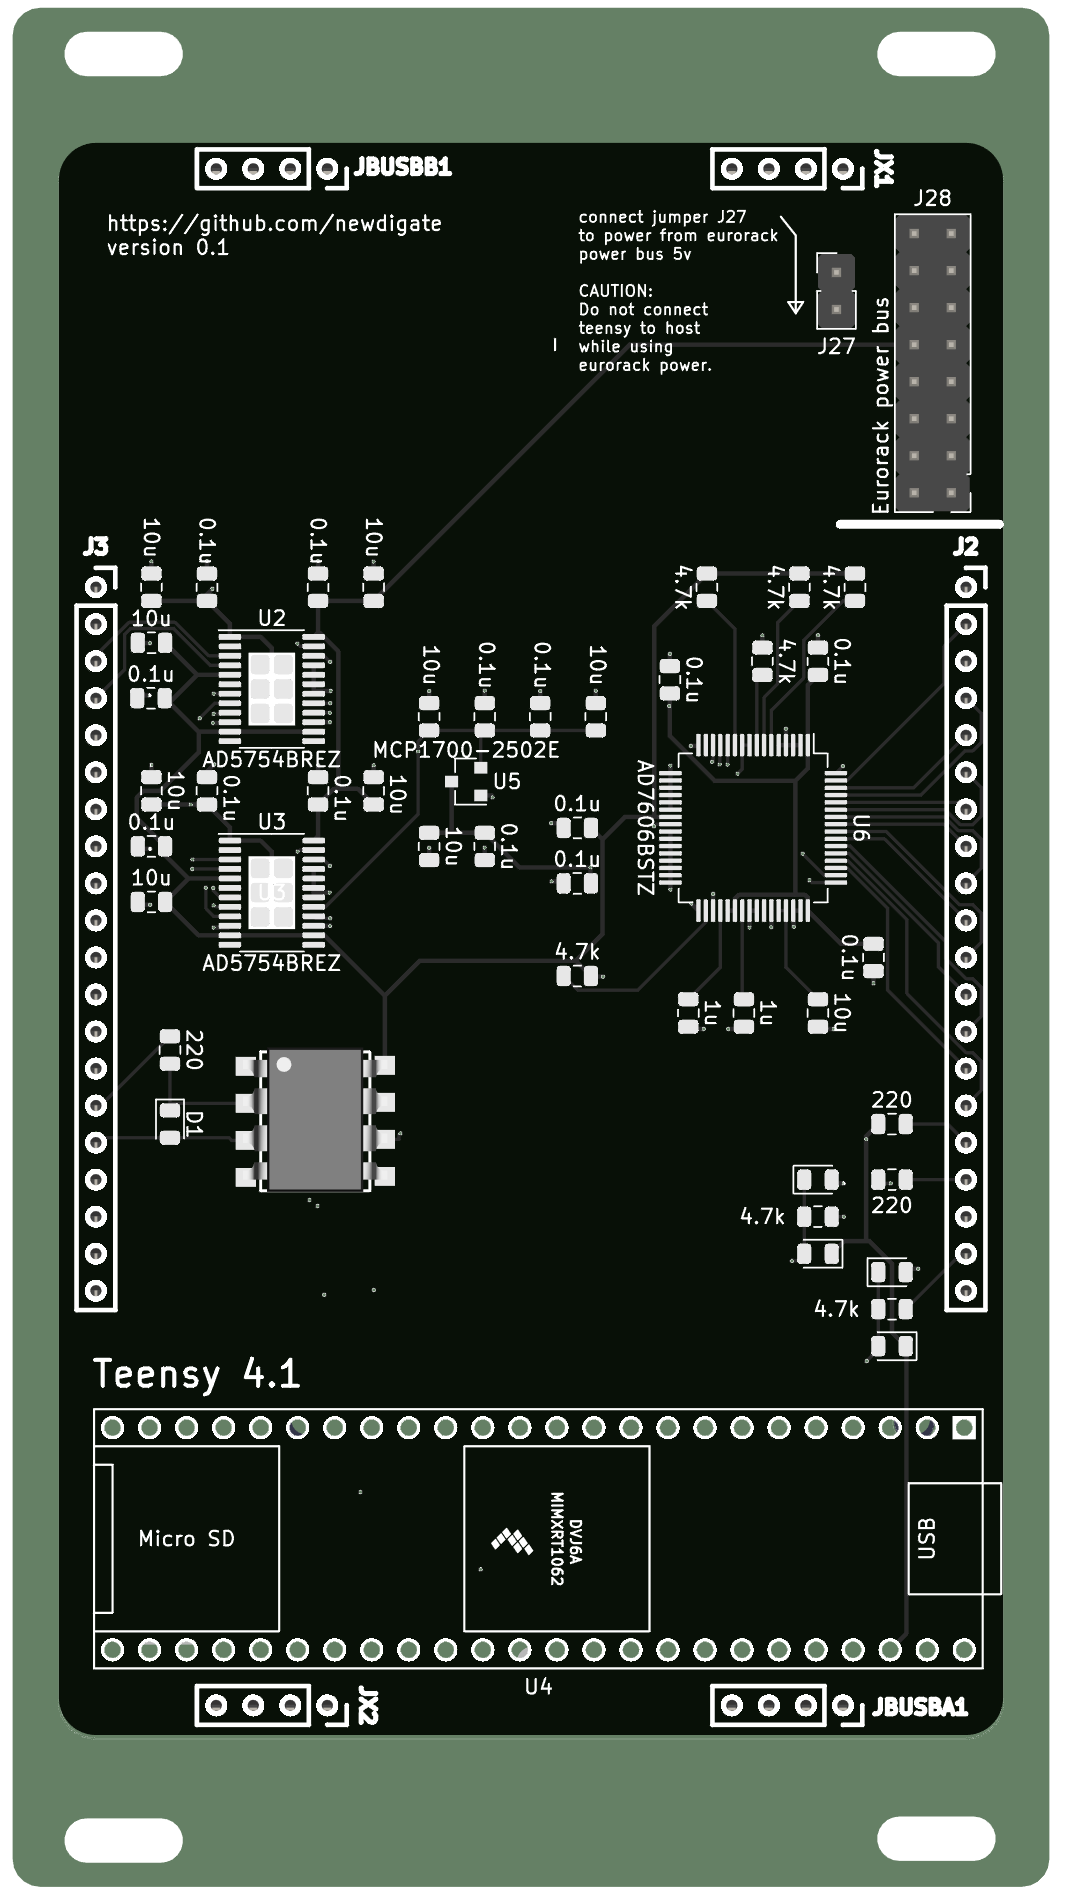 JBUSBB1
JX1
https://github.com/newdigate
version 0.1
connect jumper J27
to power from eurorack
power bus 5v
CAUTION:
Do not connect
teensy to host
while using
eurorack power.
J28
J27
Eurorack power bus
J3
10u
0.1u
0.1u
10u
J2
4.7k
4.7k
4.7k
10u
U2
0.1u
AD5754BREZ
10u
0.1u
0.1u
10u
0.1u
4.7k
0.1u
MCP1700-2502E
U5
10u
0.1u
0.1u
10u
U3
0.1u
10u
U3
AD5754BREZ
10u
0.1u
0.1u
0.1u
4.7k
AD7606BSTZ
U6
0.1u
1u
1u
10u
220
D1
220
220
4.7k
4.7k
Teensy 4.1
Micro SD
DVJ6A
MIMXRT1062
USB
U4
JX2
JBUSBA1